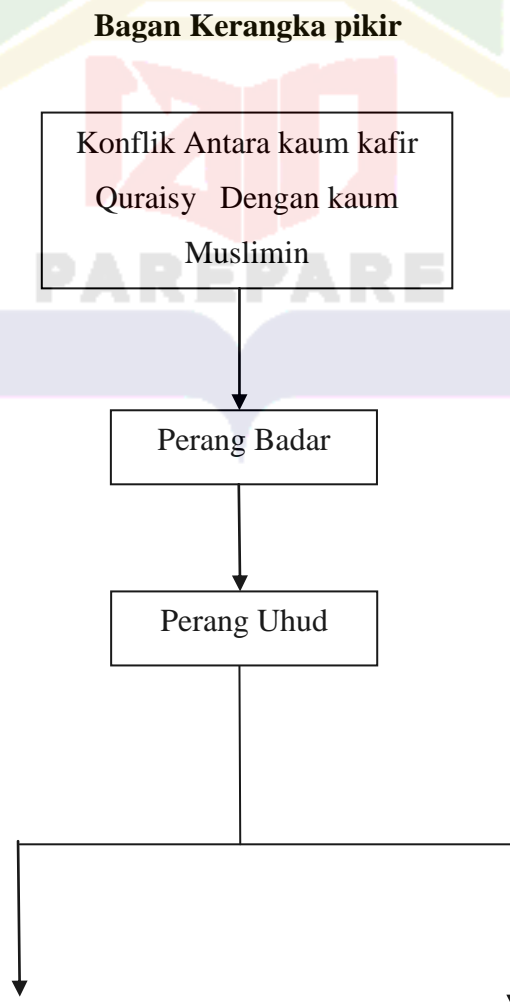 Bagan Kerangka pikir
Konflik Antara kaum kafir
Quraisy Dengan kaum
Muslimin
PAREPARE
Perang Badar
Perang Uhud